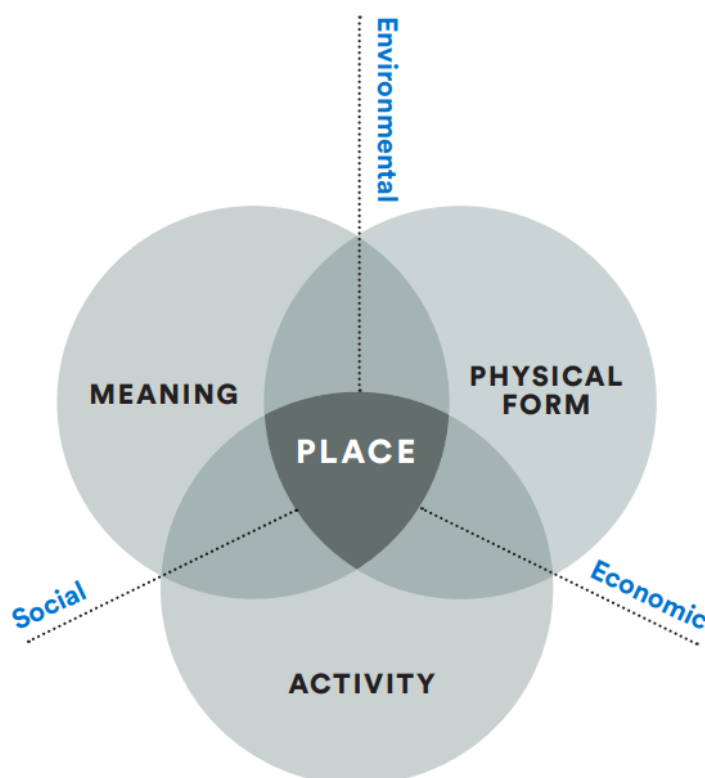 Environmental
MEANING
PHYSICAL
FORM
PLACE
Social
Economic
ACTIVITY